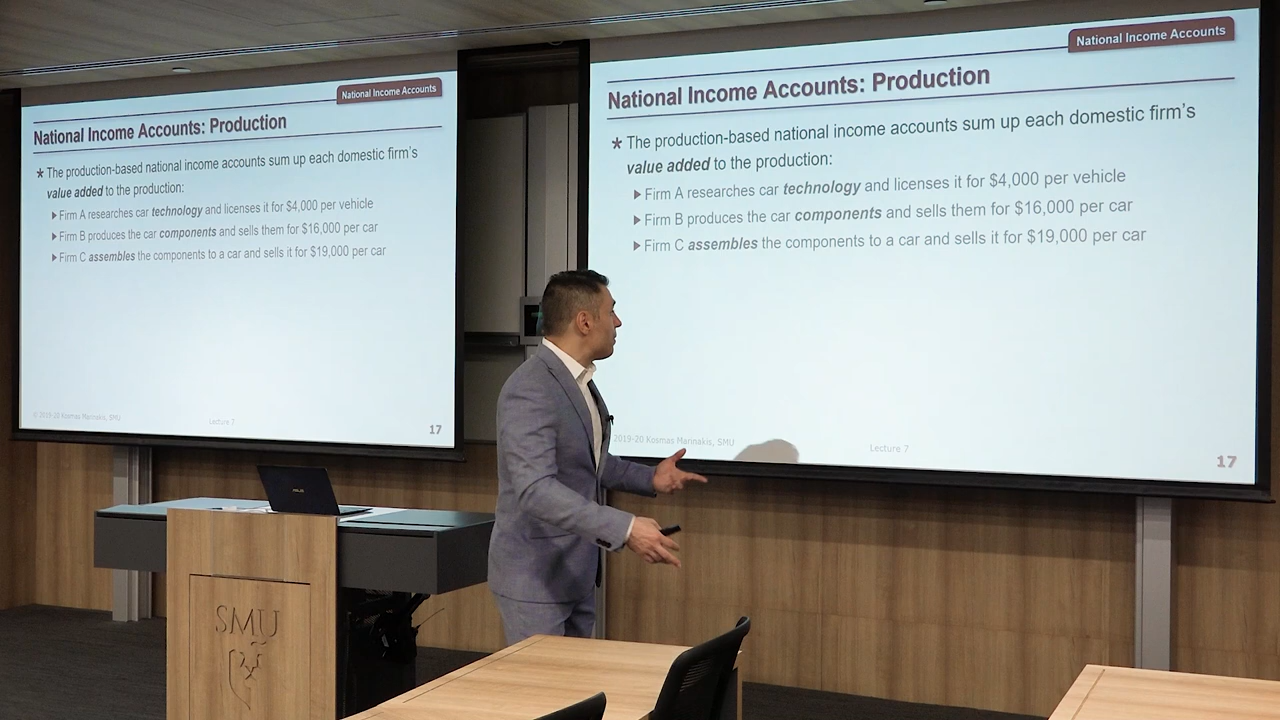 National Income Accounts
National Income Accounts: Production
* The production-based national income accounts sum up each domestic firm's
value added to the production:
Firm A researches car technology and licenses it for $4,000 per vehicle
Firm B produces the car components and sells them for $16,000 per car
Firm C assembles the components to a car and sells it for $19,000 per car
© 2019-20 Kosmas Marinakis, SMU
Lecture 7
17
National Income Accounts
National Income Accounts: Production
* The production-based national income accounts sum up each domestic firm's
value added to the production:
Firm A researches car technology and licenses it for $4,000 per vehicle
Firm B produces the car components and sells them for $16,000 per car
Firm C assembles the components to a car and sells it for $19,000 per car
2019-20 Kosmas Marinakis, SMU
Lecture 7
17
ASUS
SMU